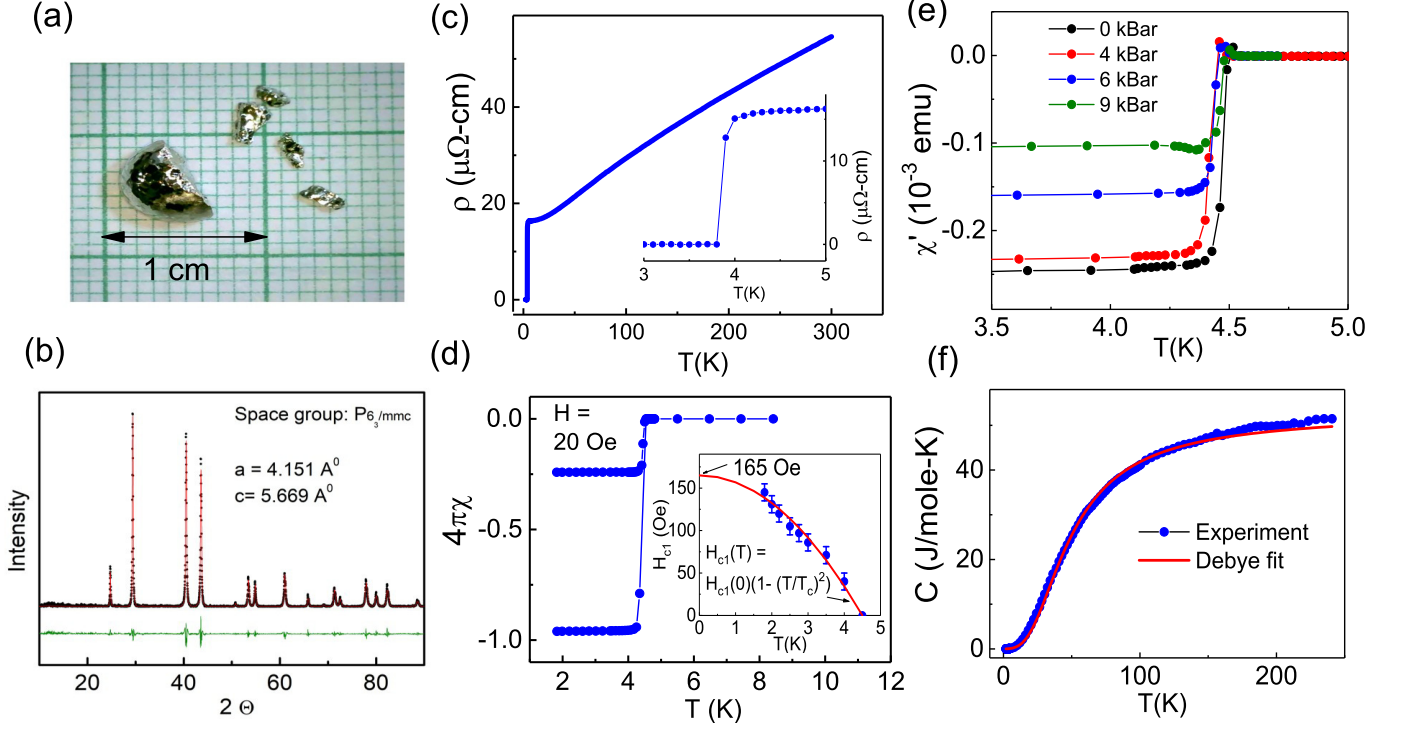 (a)
1 cm
(b)
Space group: P6₃/mmc
a = 4.151 A⁰
c= 5.669 A⁰
Intensity
20 40 60 80
2 Θ
(c)
ρ (μΩ-cm)
40
20
0
0 100 200 300
T(K)
10
0
ρ (μΩ-cm)
3 4 5
T(K)
(d)
H =
20 Oe
4πχ
0.0
-0.5
-1.0
2 4 6 8 10 12
T (K)
165 Oe
H_c1 (Oe)
150
100
50
0
H_c1(T) =
H_c1(0)(1- (T/T_c)²)
0 1 2 3 4 5
T(K)
(e)
0 kBar
4 kBar
6 kBar
9 kBar
χ' (10⁻³ emu)
0.0
-0.1
-0.2
3.5 4.0 4.5 5.0
T(K)
(f)
C (J/mole-K)
40
20
0
Experiment
Debye fit
0 100 200
T(K)